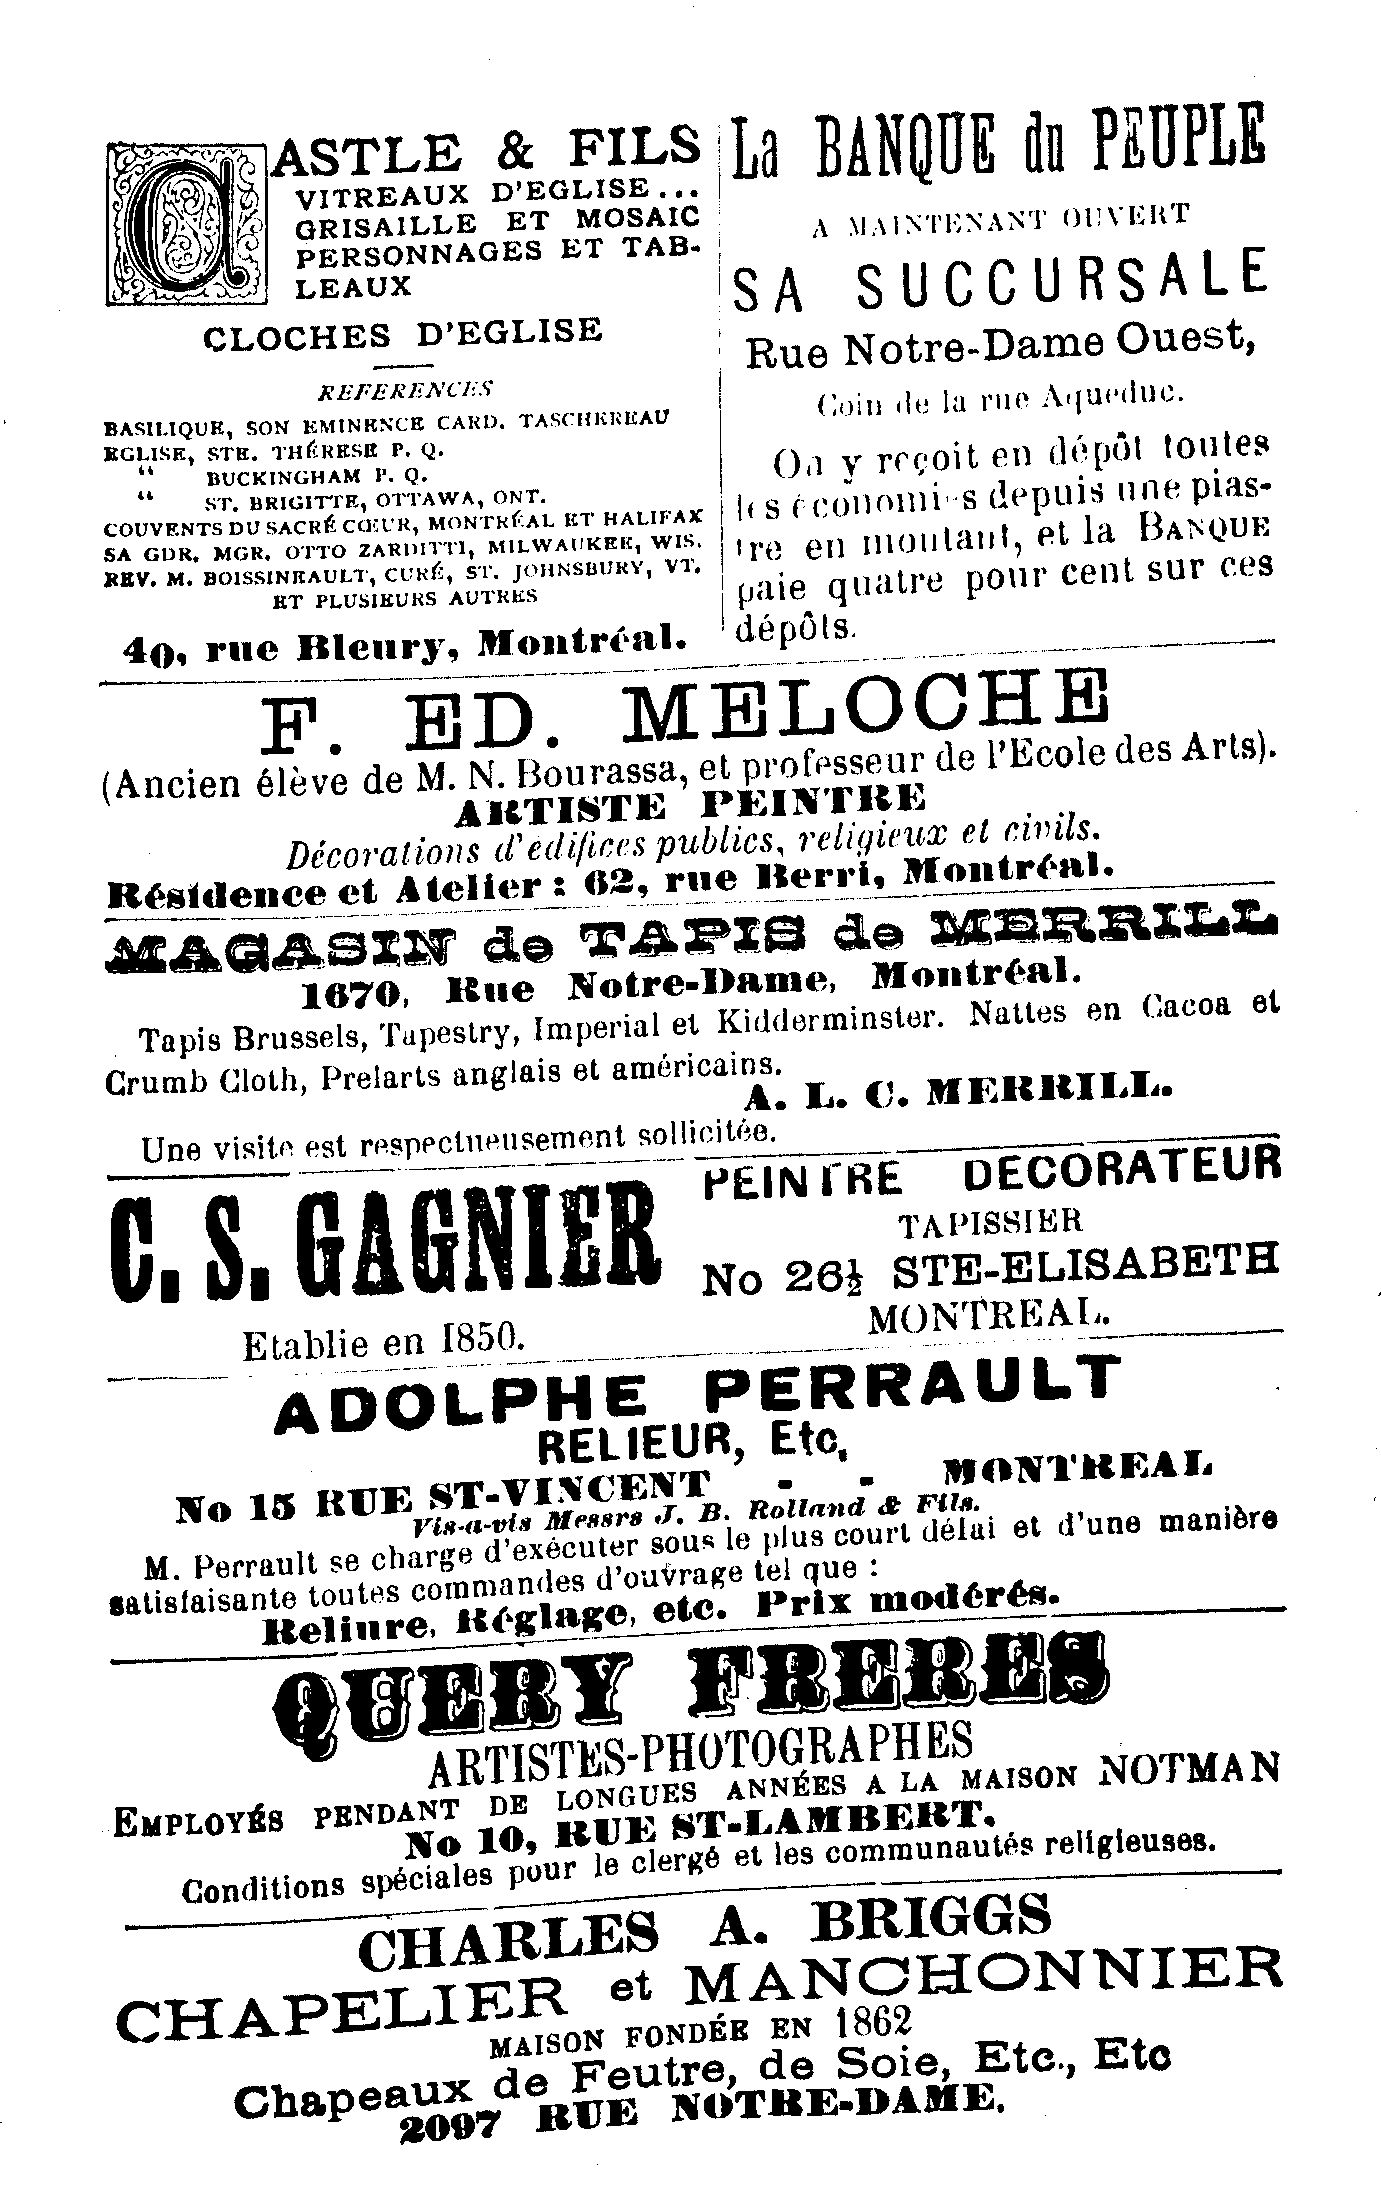 CASTLE & FILS
VITREAUX D'EGLISE...
GRISAILLE ET MOSAIC
PERSONNAGES ET TAB-
LEAUX
CLOCHES D'EGLISE
REFERENCES
BASILIQUE, SON EMINENCE CARD. TASCHEREAU
EGLISE, STE. THÉRESE P. Q.
" BUCKINGHAM P. Q.
" ST. BRIGITTE, OTTAWA, ONT.
COUVENTS DU SACRÉ CŒUR, MONTRÉAL ET HALIFAX
SA GDR. MGR. OTTO ZARDITTI, MILWAUKEE, WIS.
REV. M. BOISSINEAULT, CURÉ, ST. JOHNSBURY, VT.
ET PLUSIEURS AUTRES
40, rue Bleury, Montréal.
La BANQUE du PEUPLE
A MAINTENANT OUVERT
SA SUCCURSALE
Rue Notre-Dame Ouest,
Coin de la rue Aqueduc.
On y reçoit en dépôt toutes
les économies depuis une pias-
tre en montant, et la BANQUE
paie quatre pour cent sur ces
dépôts.
F. ED. MELOCHE
(Ancien élève de M. N. Bourassa, et professeur de l'Ecole des Arts).
ARTISTE PEINTRE
Décorations d'édifices publics, religieux et civils.
Résidence et Atelier : 62, rue Berri, Montréal.
MAGASIN de TAPIS de MERRILL
1670, Rue Notre-Dame, Montréal.
Tapis Brussels, Tapestry, Imperial et Kidderminster. Nattes en Cacoa et
Crumb Cloth, Prelarts anglais et américains.
A. L. C. MERRILL.
Une visite est respectueusement sollicitée.
C. S. GAGNIER
Etablie en 1850.
PEINTRE DECORATEUR
TAPISSIER
No 26½ STE-ELISABETH
MONTREAL.
ADOLPHE PERRAULT
RELIEUR, Etc,
No 15 RUE ST-VINCENT - - MONTREAL
Vis-a-vis Messrs J. B. Rolland & Fils.
M. Perrault se charge d'exécuter sous le plus court délai et d'une manière
satisfaisante toutes commandes d'ouvrage tel que :
Reliure, Réglage, etc. Prix modérés.
QUERY FRERES
ARTISTES-PHOTOGRAPHES
EMPLOYÉS PENDANT DE LONGUES ANNÉES A LA MAISON NOTMAN
No 10, RUE ST-LAMBERT.
Conditions spéciales pour le clergé et les communautés religieuses.
CHARLES A. BRIGGS
CHAPELIER et MANCHONNIER
MAISON FONDÉE EN 1862
Chapeaux de Feutre, de Soie, Etc., Etc
2097 RUE NOTRE-DAME.